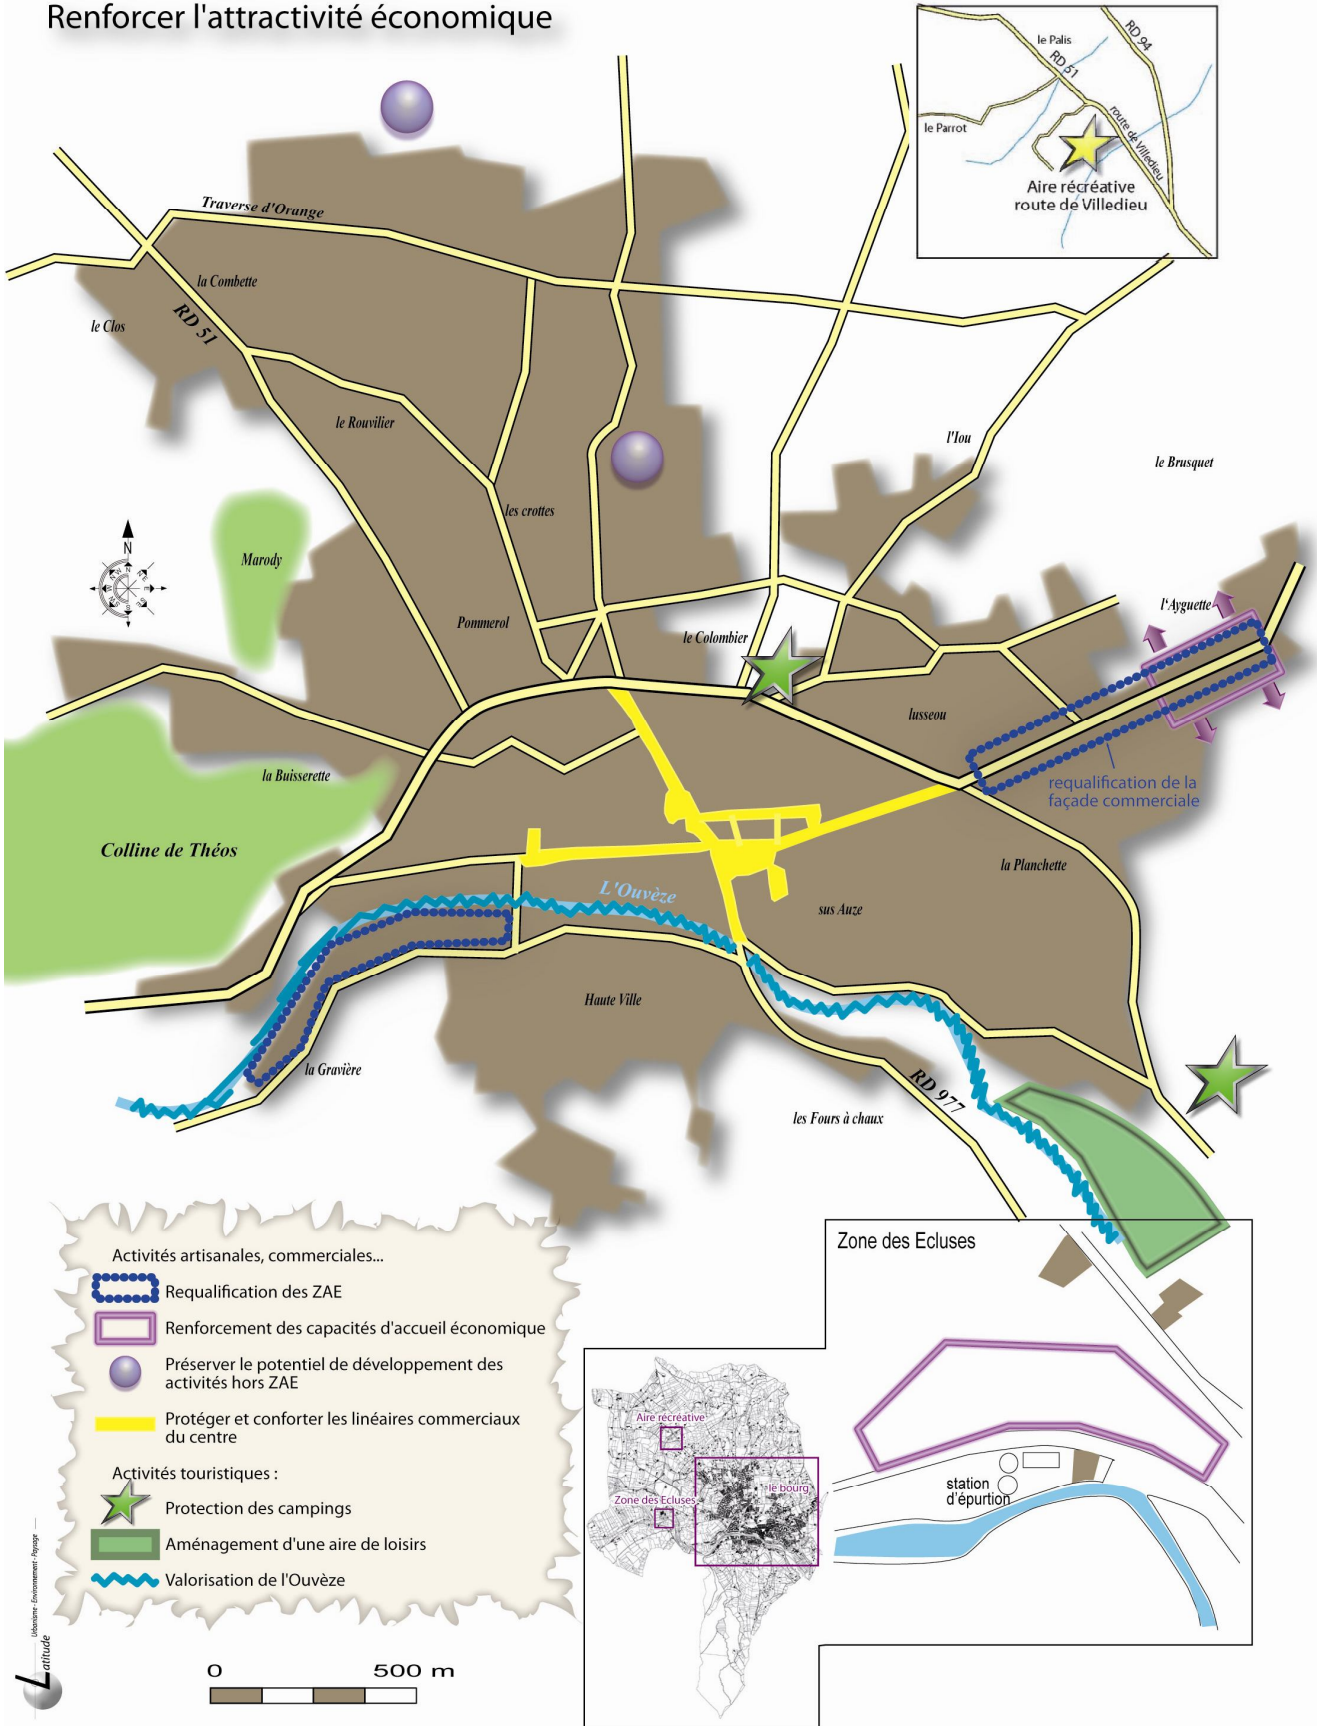 Renforcer l'attractivité économique
le Palis
RD 94
RD 51
le Parrot
route de Villedieu
Aire récréative
route de Villedieu
Traverse d'Orange
la Combette
le Clos
RD 51
le Rouvilier
l'Iou
le Brusquet
les crottes
N
Marody
l'Ayguette
Pommerol
le Colombier
lusseou
la Buisserette
requalification de la
façade commerciale
Colline de Théos
la Planchette
L'Ouvèze
sus Auze
Haute Ville
la Gravière
RD 977
les Fours à chaux
Activités artisanales, commerciales...
Requalification des ZAE
Renforcement des capacités d'accueil économique
Préserver le potentiel de développement des
activités hors ZAE
Protéger et conforter les linéaires commerciaux
du centre
Activités touristiques :
Protection des campings
Aménagement d'une aire de loisirs
Valorisation de l'Ouvèze
Zone des Ecluses
Aire récréative
le bourg
Zone des Ecluses
station
d'épurtion
Urbanisme - Environnement - Paysage
Latitude
0 500 m